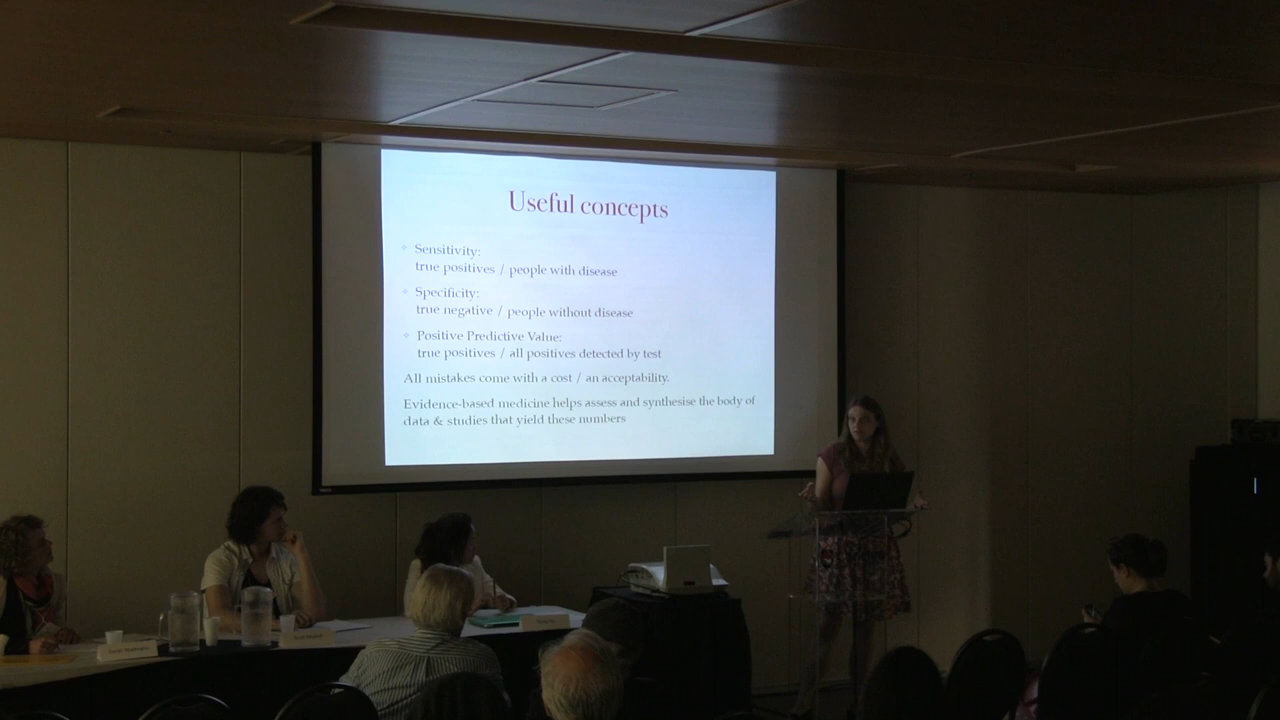 Useful concepts
Sensitivity:
true positives / people with disease
Specificity:
true negative / people without disease
Positive Predictive Value:
true positives / all positives detected by test
All mistakes come with a cost / an acceptability.
Evidence-based medicine helps assess and synthesise the body of
data & studies that yield these numbers